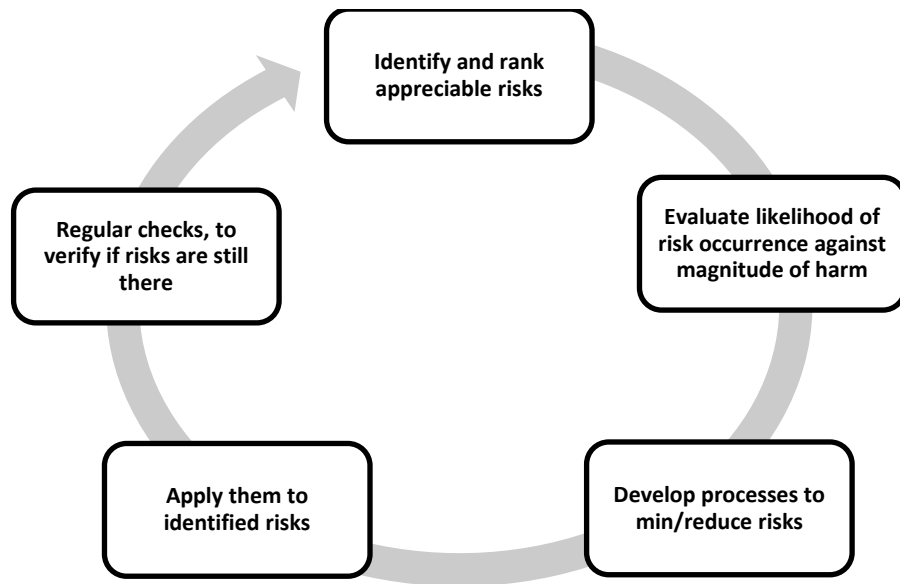 Identify and rank
appreciable risks
Evaluate likelihood of
risk occurrence against
magnitude of harm
Develop processes to
min/reduce risks
Apply them to
identified risks
Regular checks, to
verify if risks are still
there